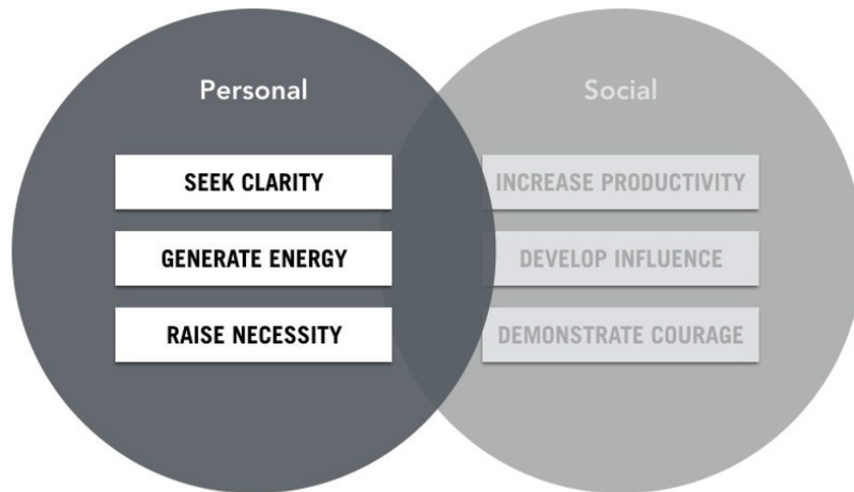 Personal
SEEK CLARITY
GENERATE ENERGY
RAISE NECESSITY
Social
INCREASE PRODUCTIVITY
DEVELOP INFLUENCE
DEMONSTRATE COURAGE